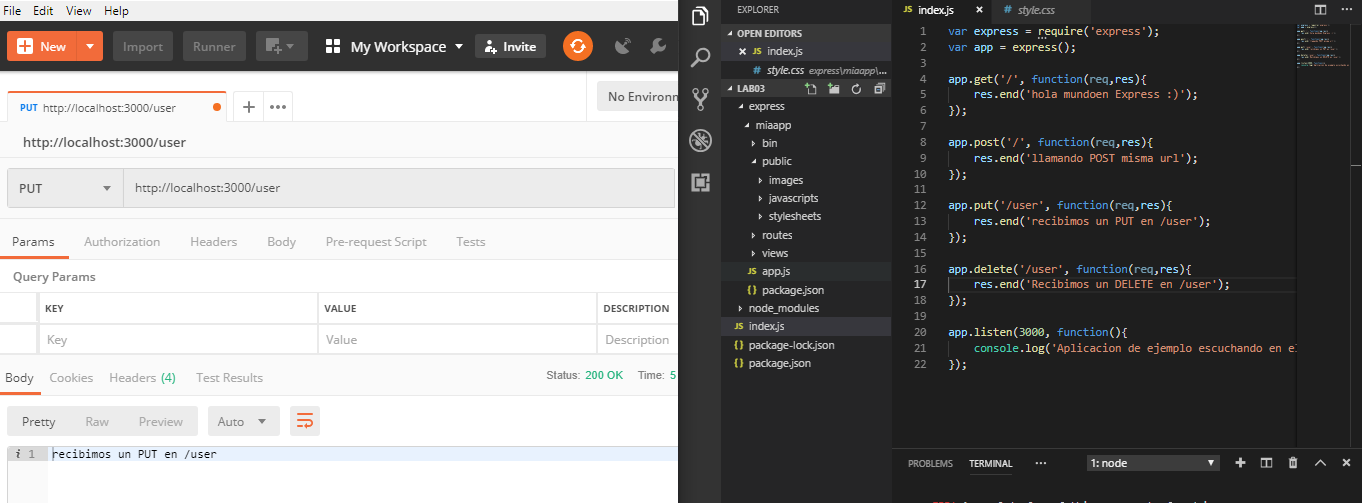 File Edit View Help
New Import Runner My Workspace Invite
PUT http://localhost:3000/user
No Environm
http://localhost:3000/user
PUT http://localhost:3000/user
Params Authorization Headers Body Pre-request Script Tests
Query Params
KEY VALUE DESCRIPTION
Key Value Description
Body Cookies Headers (4) Test Results Status: 200 OK Time: 5
Pretty Raw Preview Auto
i 1 recibimos un PUT en /user
EXPLORER
OPEN EDITORS
JS index.js
# style.css express\miaapp\...
LAB03
express
miaapp
bin
public
images
javascripts
stylesheets
routes
views
JS app.js
{} package.json
node_modules
JS index.js
{} package-lock.json
{} package.json
JS index.js # style.css
1 var express = require('express');
2 var app = express();
3
4 app.get('/', function(req,res){
5 res.end('hola mundoen Express :)');
6 });
7
8 app.post('/', function(req,res){
9 res.end('llamando POST misma url');
10 });
11
12 app.put('/user', function(req,res){
13 res.end('recibimos un PUT en /user');
14 });
15
16 app.delete('/user', function(req,res){
17 res.end('Recibimos un DELETE en /user');
18 });
19
20 app.listen(3000, function(){
21 console.log('Aplicacion de ejemplo escuchando en el
22 });
PROBLEMS TERMINAL ... 1: node